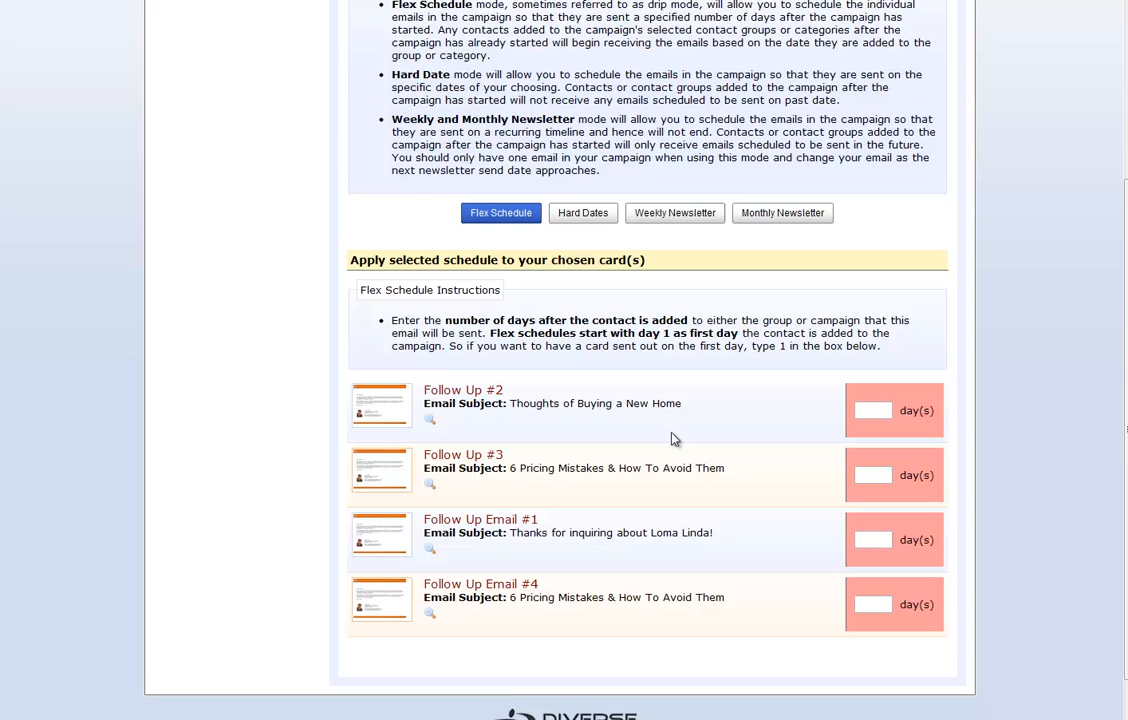 Flex Schedule mode, sometimes referred to as drip mode, will allow you to schedule the individual
emails in the campaign so that they are sent a specified number of days after the campaign has
started. Any contacts added to the campaign's selected contact groups or categories after the
campaign has already started will begin receiving the emails based on the date they are added to the
group or category.
Hard Date mode will allow you to schedule the emails in the campaign so that they are sent on the
specific dates of your choosing. Contacts or contact groups added to the campaign after the
campaign has started will not receive any emails scheduled to be sent on past date.
Weekly and Monthly Newsletter mode will allow you to schedule the emails in the campaign so that
they are sent on a recurring timeline and hence will not end. Contacts or contact groups added to the
campaign after the campaign has started will only receive emails scheduled to be sent in the future.
You should only have one email in your campaign when using this mode and change your email as the
next newsletter send date approaches.
Flex Schedule Hard Dates Weekly Newsletter Monthly Newsletter
Apply selected schedule to your chosen card(s)
Flex Schedule Instructions
Enter the number of days after the contact is added to either the group or campaign that this
email will be sent. Flex schedules start with day 1 as first day the contact is added to the
campaign. So if you want to have a card sent out on the first day, type 1 in the box below.
Follow Up #2
Email Subject: Thoughts of Buying a New Home
day(s)
Follow Up #3
Email Subject: 6 Pricing Mistakes & How To Avoid Them
day(s)
Follow Up Email #1
Email Subject: Thanks for inquiring about Loma Linda!
day(s)
Follow Up Email #4
Email Subject: 6 Pricing Mistakes & How To Avoid Them
day(s)
DIVERSE